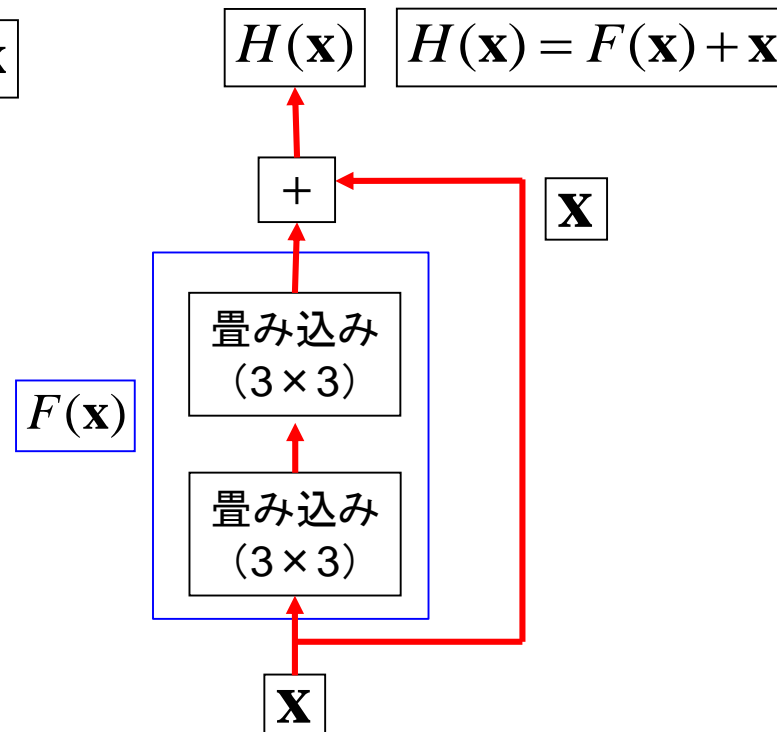 x
H(x)
H(x) = F(x) + x
+
x
畳み込み
（3×3）
F(x)
畳み込み
（3×3）
x